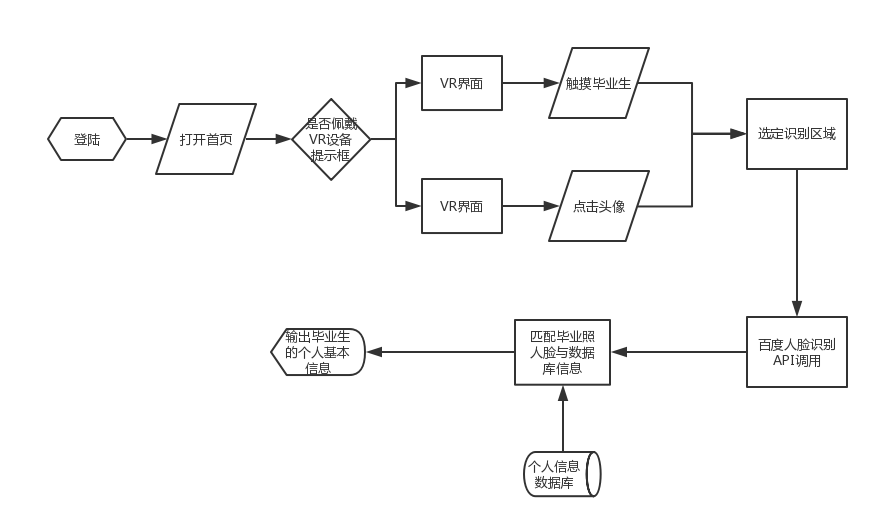 登陆
打开首页
是否佩戴
VR设备
提示框
VR界面
触摸毕业生
VR界面
点击头像
选定识别区域
百度人脸识别
API调用
匹配毕业照
人脸与数据
库信息
输出毕业生
的个人基本
信息
个人信息
数据库